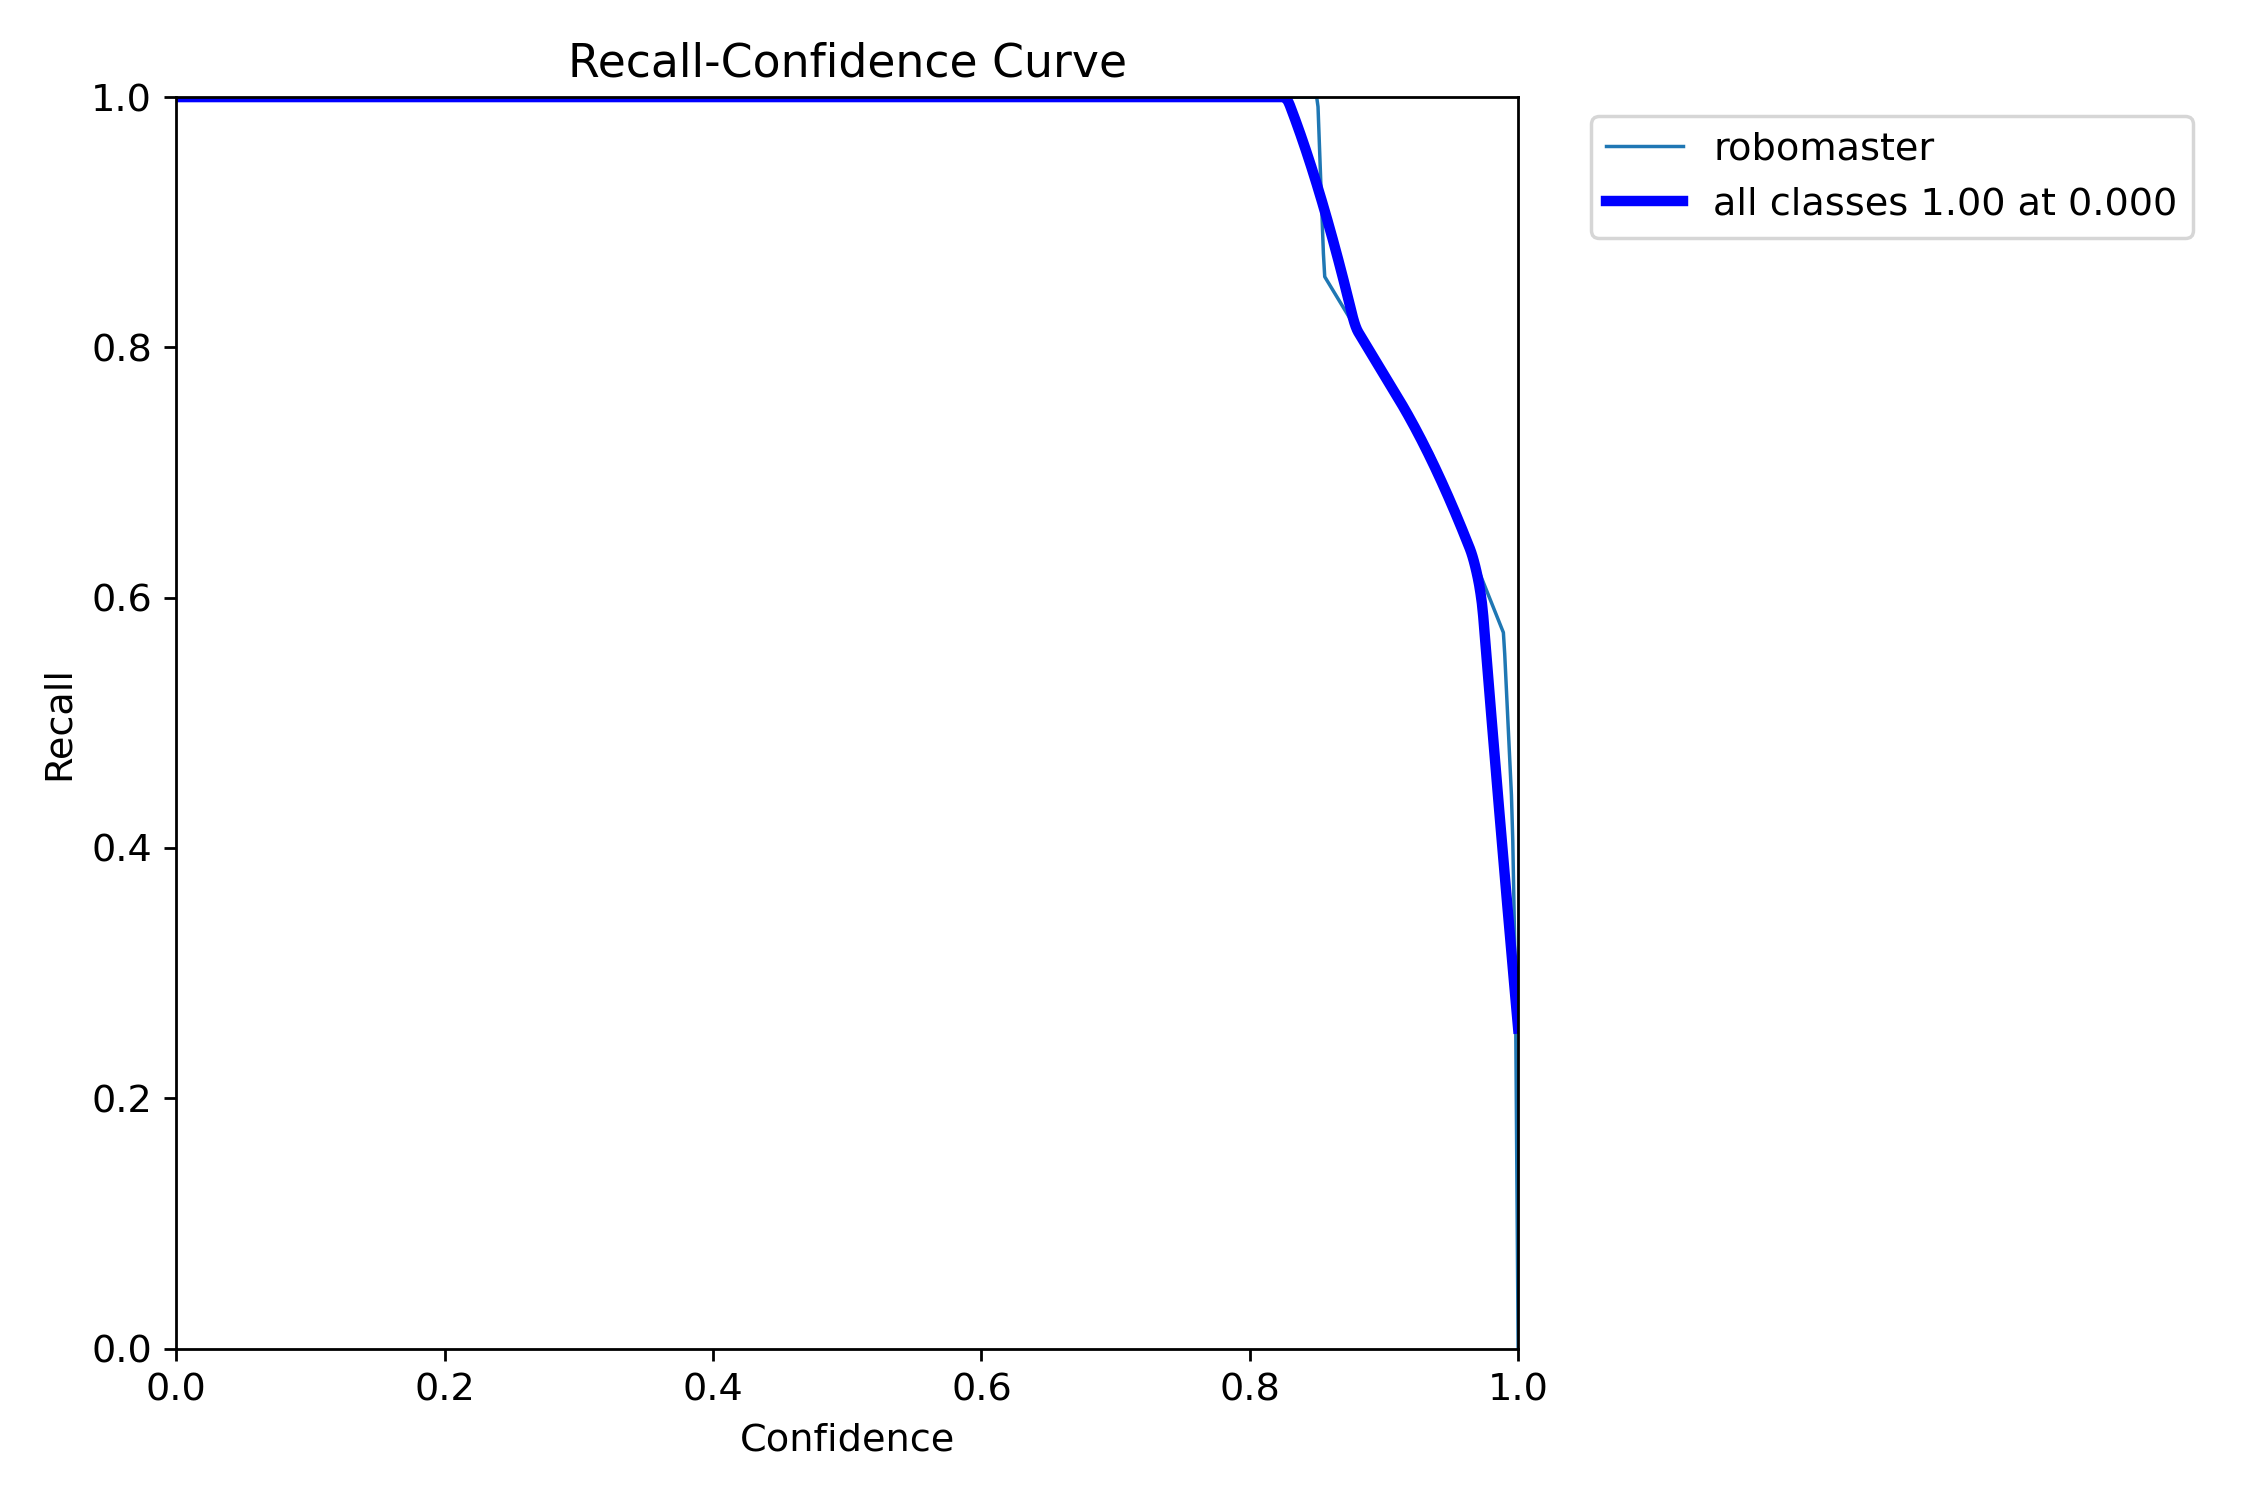 Recall-Confidence Curve
1.0
0.8
0.6
0.4
0.2
0.0
Recall
0.0 0.2 0.4 0.6 0.8 1.0
Confidence
robomaster
all classes 1.00 at 0.000